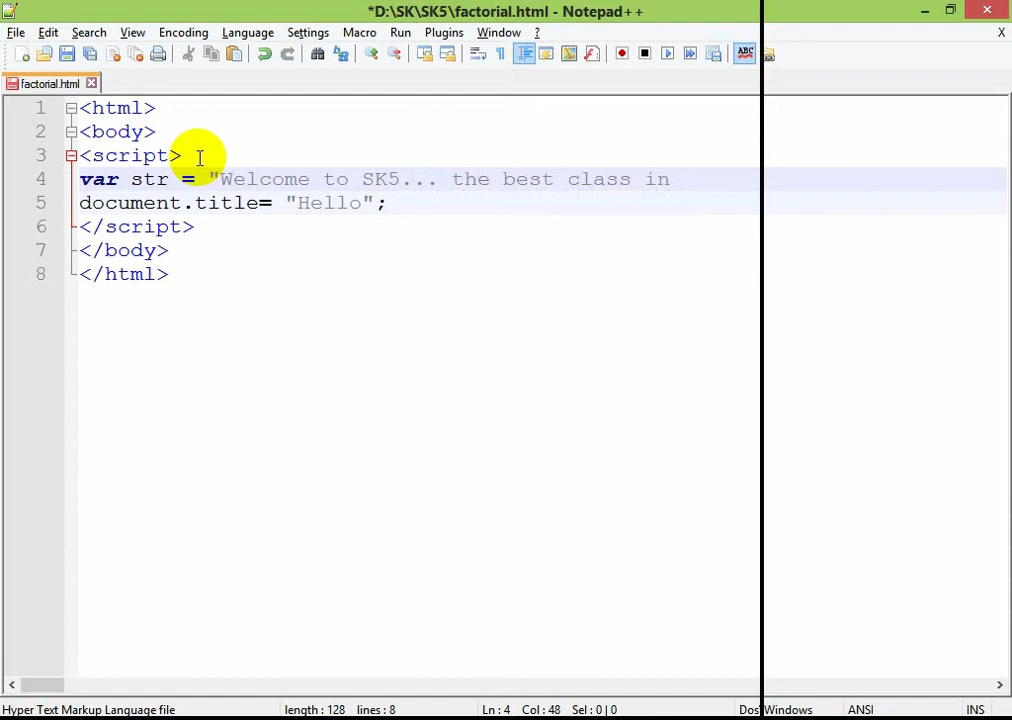 *D:\SK\SK5\factorial.html - Notepad++
File Edit Search View Encoding Language Settings Macro Run Plugins Window ? X
ABC
factorial.html
1 <html>
2 <body>
3 <script>
4 var str = "Welcome to SK5... the best class in
5 document.title= "Hello";
6 </script>
7 </body>
8 </html>
Hyper Text Markup Language file length : 128 lines : 8 Ln : 4 Col : 48 Sel : 0 | 0 Dos\Windows ANSI INS